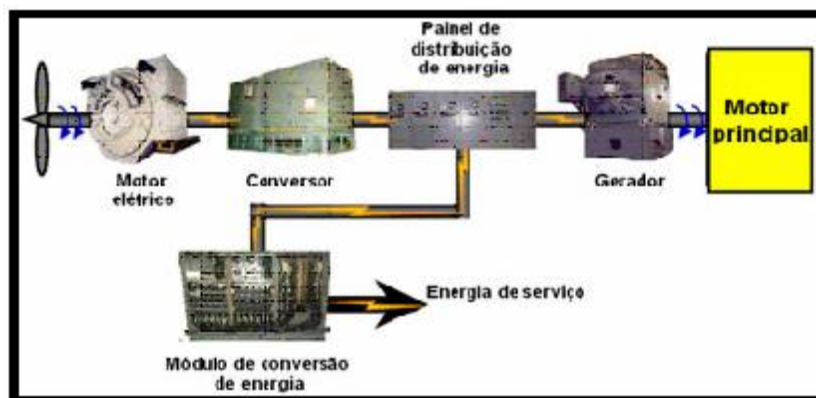 Painel de
distribuição
de energia
Motor
principal
Motor
elétrico
Conversor
Gerador
Energia de serviço
Módulo de conversão
de energia